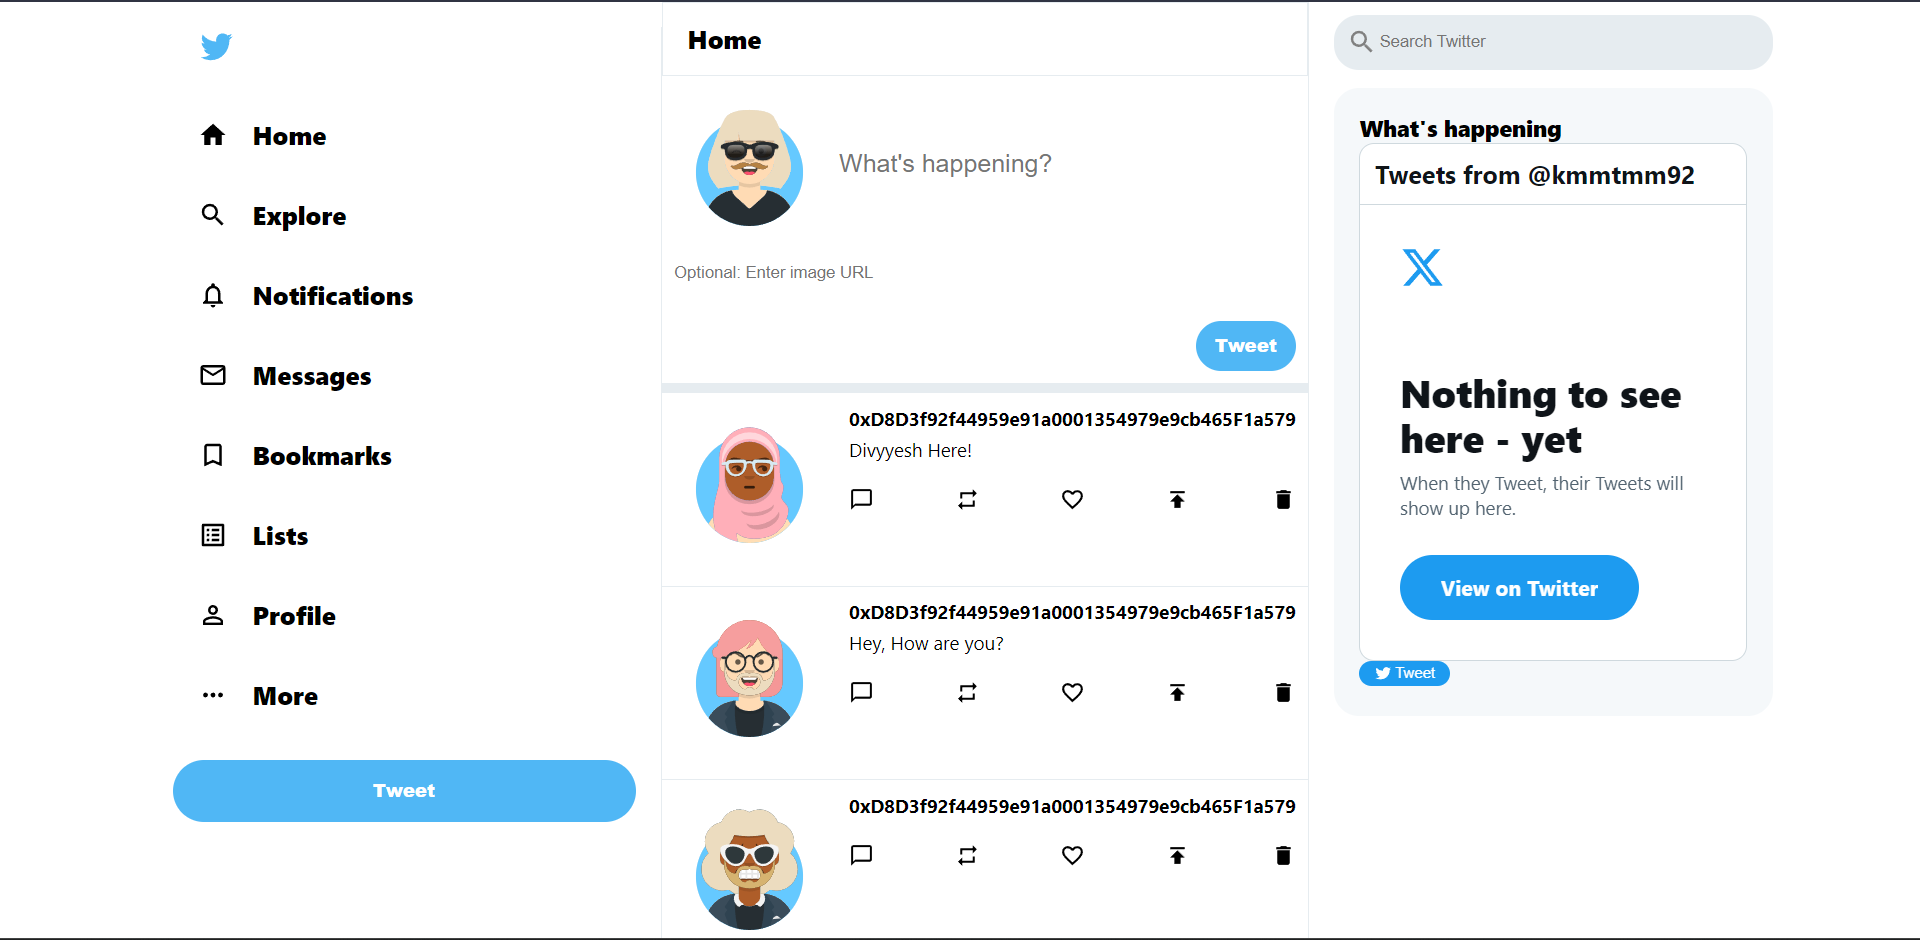 Home
Explore
Notifications
Messages
Bookmarks
Lists
Profile
More
Tweet
Home
What's happening?
Optional: Enter image URL
Tweet
0xD8D3f92f44959e91a0001354979e9cb465F1a579
Divyyesh Here!
0xD8D3f92f44959e91a0001354979e9cb465F1a579
Hey, How are you?
0xD8D3f92f44959e91a0001354979e9cb465F1a579
Search Twitter
What's happening
Tweets from @kmmtmm92
Nothing to see
here - yet
When they Tweet, their Tweets will
show up here.
View on Twitter
Tweet